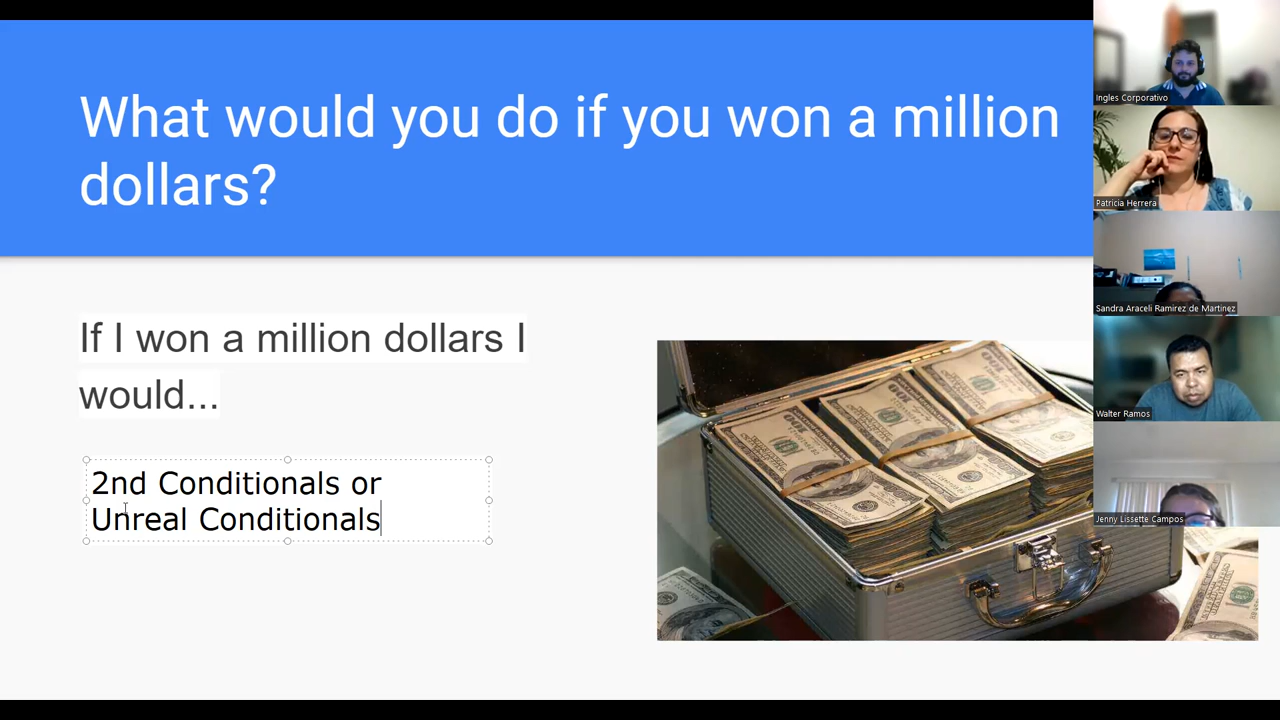 What would you do if you won a million
dollars?
If I won a million dollars I
would...
2nd Conditionals or
Unreal Conditionals
Ingles Corporativo
Patricia Herrera
Sandra Araceli Ramirez de Martinez
Walter Ramos
Jenny Lissette Campos